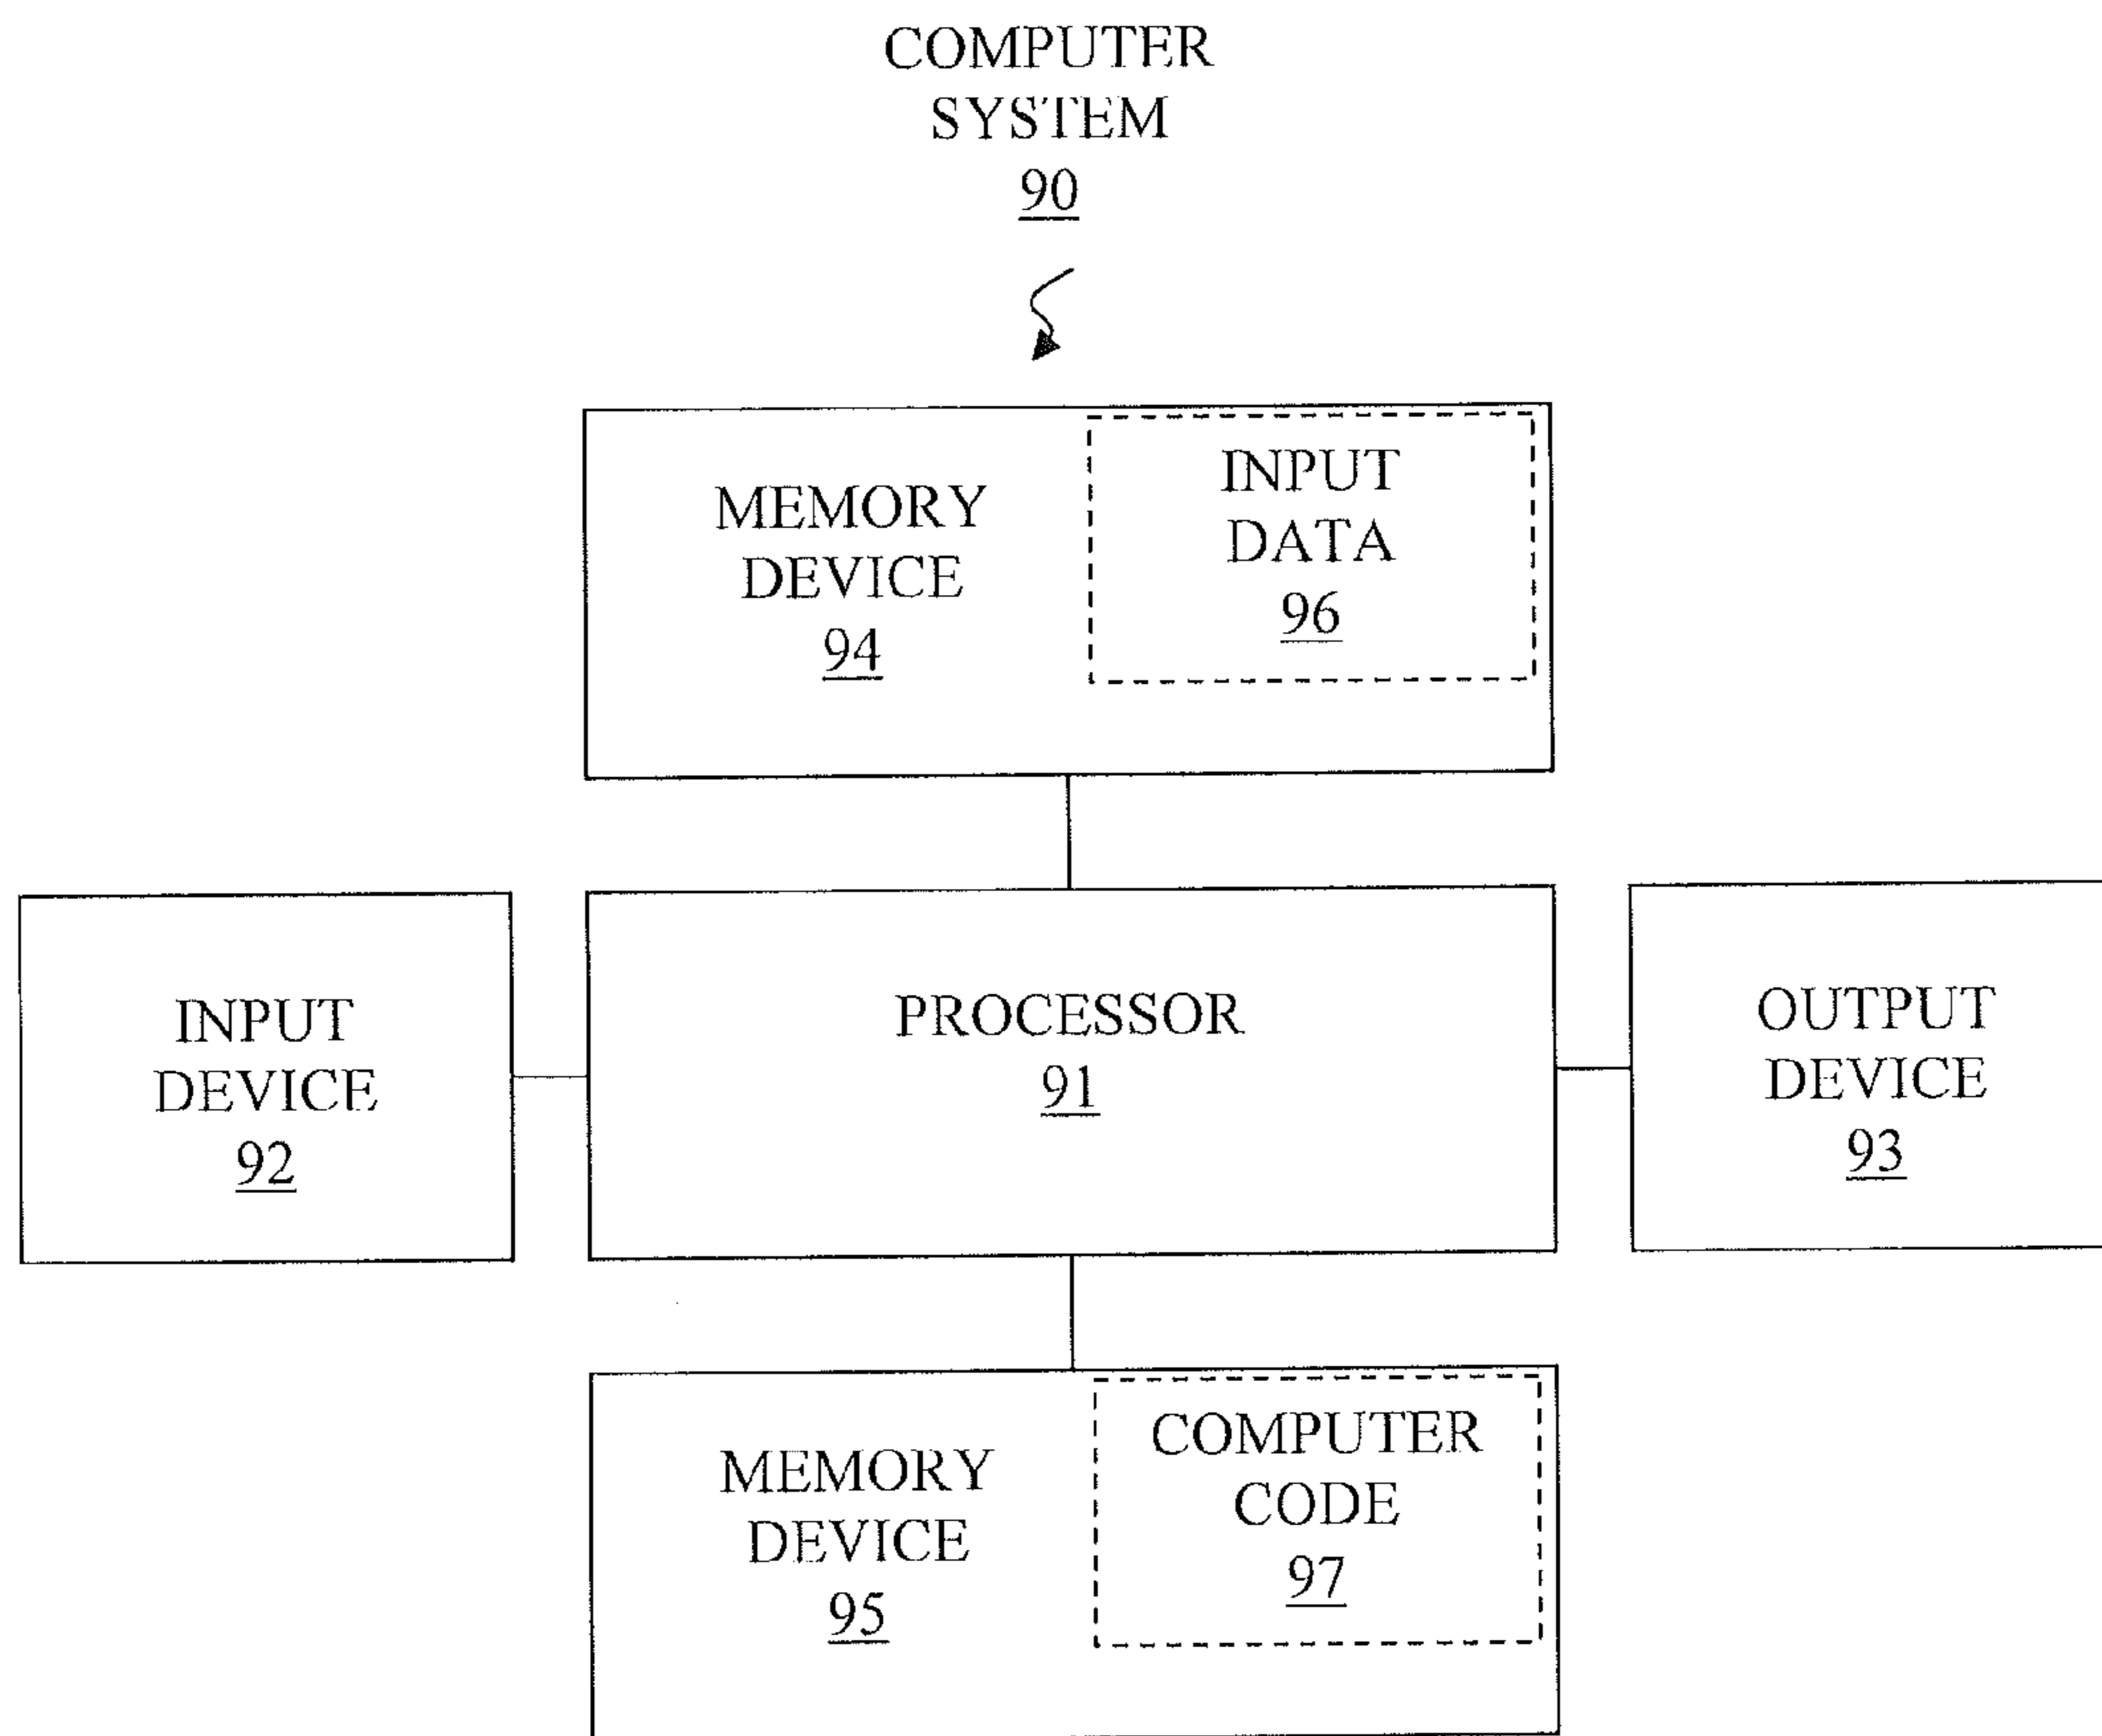 COMPUTER
SYSTEM
90
MEMORY
DEVICE
94
INPUT
DATA
96
INPUT
DEVICE
92
PROCESSOR
91
OUTPUT
DEVICE
93
MEMORY
DEVICE
95
COMPUTER
CODE
97